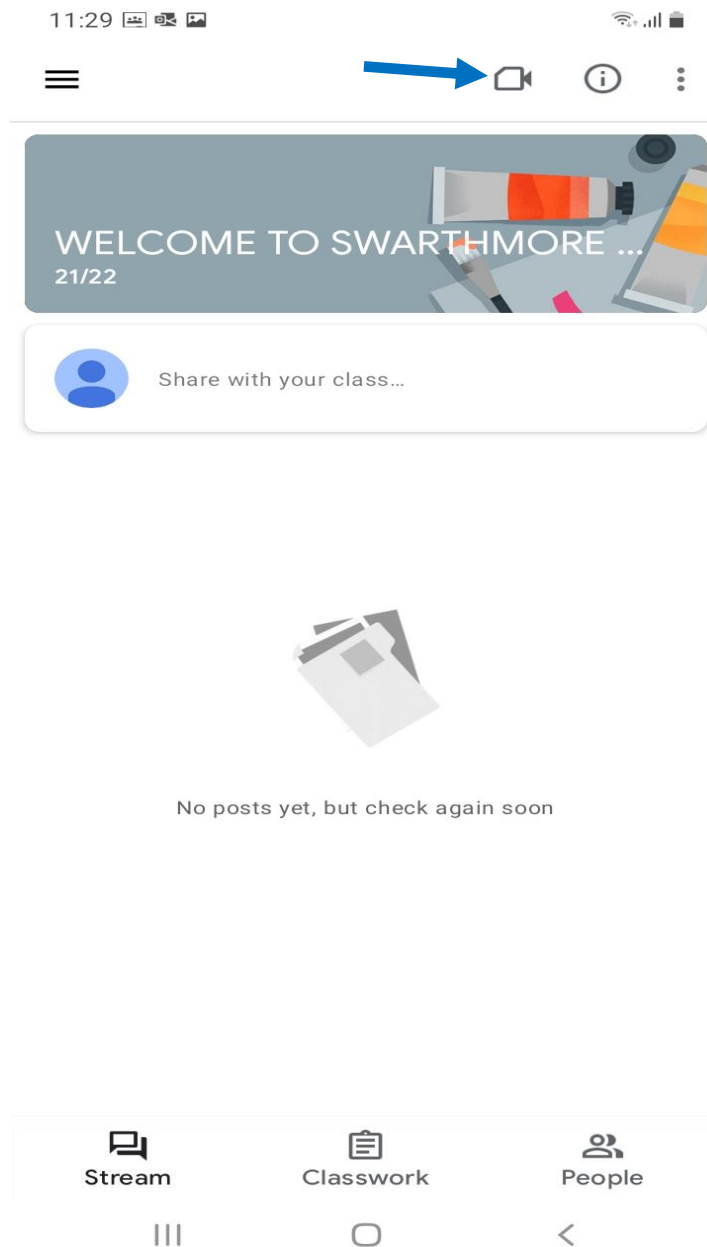 11:29
WELCOME TO SWARTHMORE ...
21/22
Share with your class...
No posts yet, but check again soon
Stream
Classwork
People